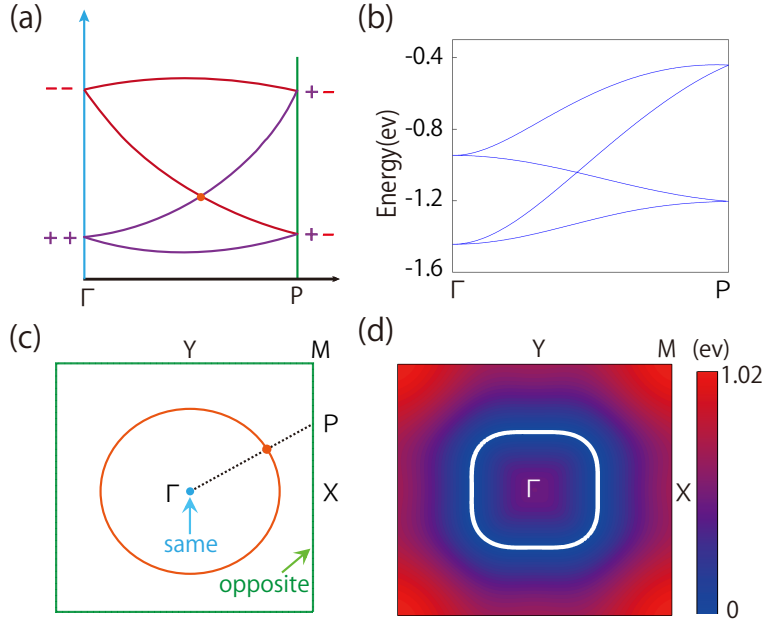 (a)
− −
+ −
+ +
+ −
Γ
P
(b)
Energy(ev)
-0.4
-0.8
-1.2
-1.6
Γ
P
(c)
Y
M
P
Γ
X
same
opposite
(d)
Y
M
(ev)
1.02
Γ
X
0